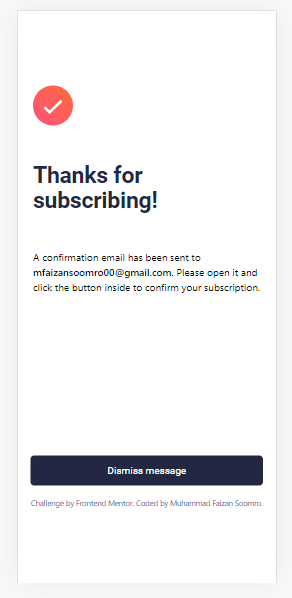 Thanks for
subscribing!
A confirmation email has been sent to
mfaizansoomro00@gmail.com. Please open it and
click the button inside to confirm your subscription.
Dismiss message
Challenge by Frontend Mentor. Coded by Muhammad Faizan Soomro.